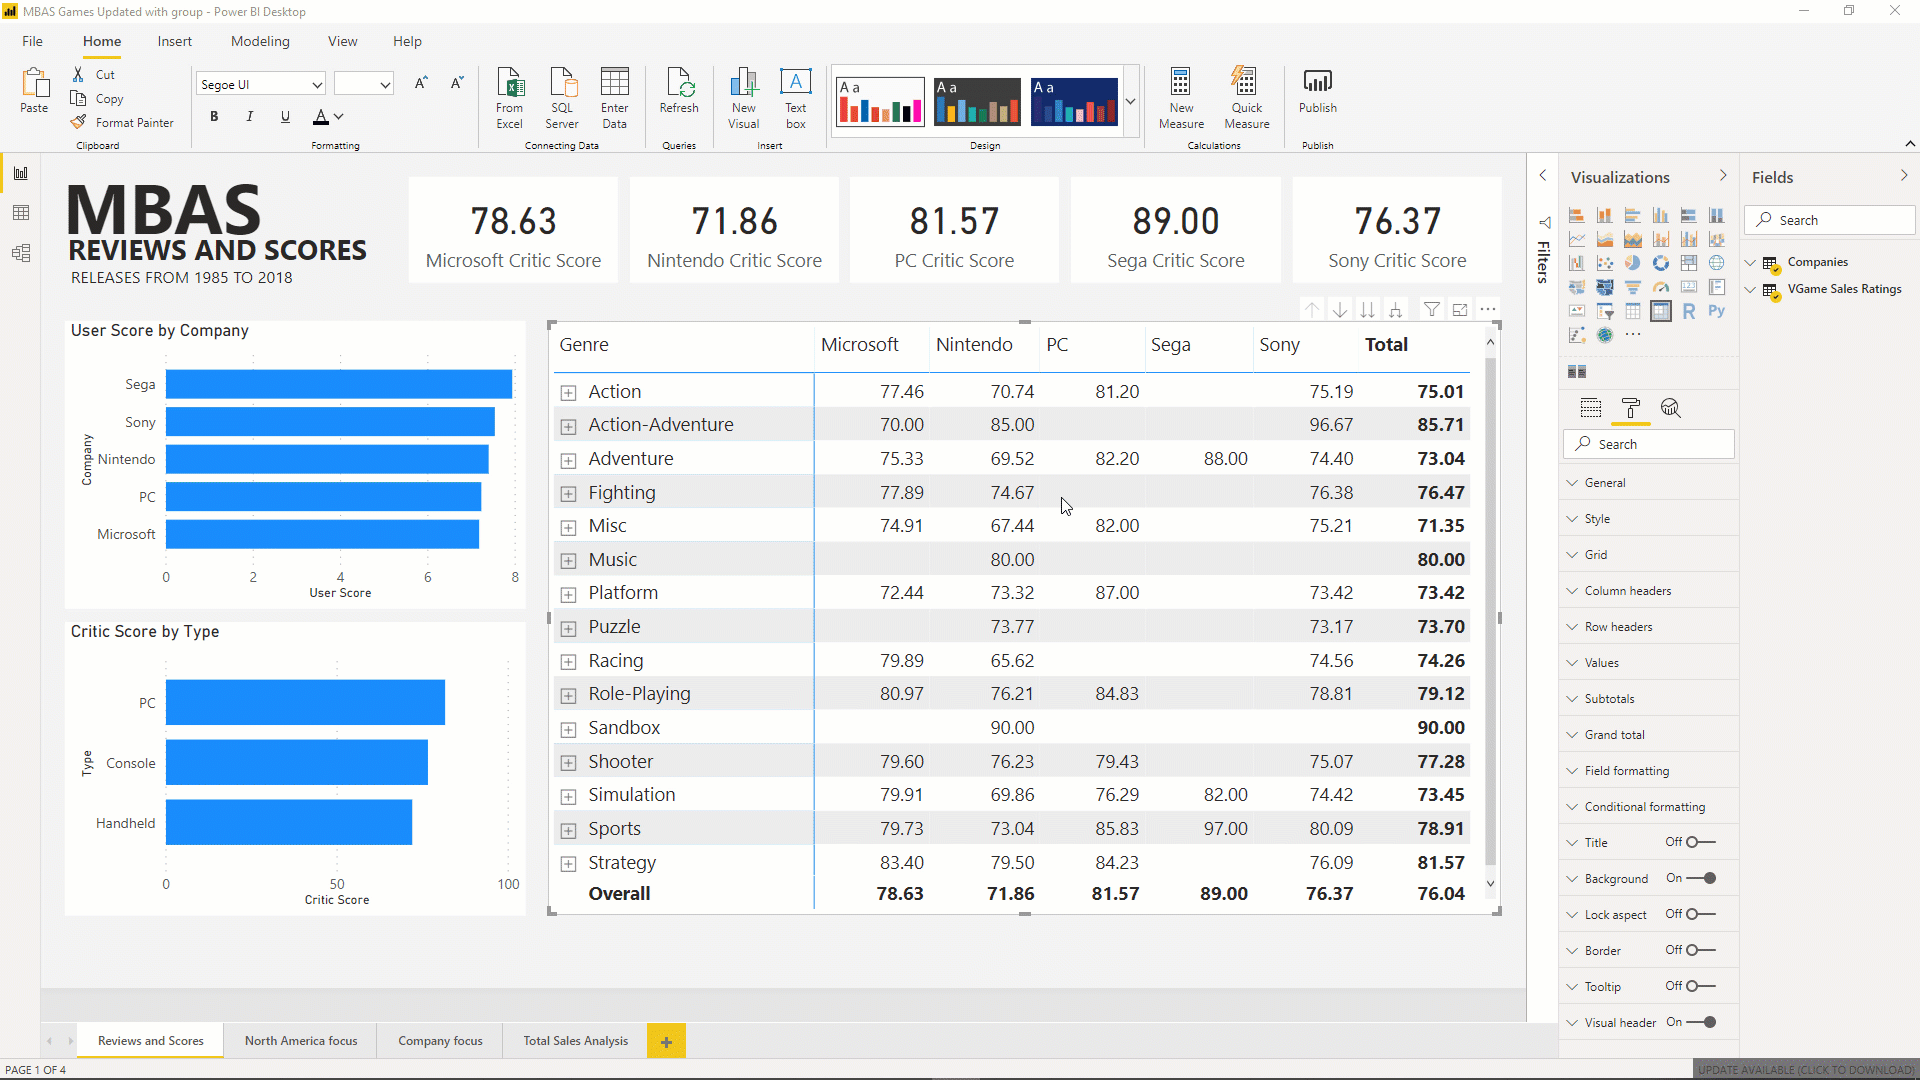 MBAS Games Updated with group - Power BI Desktop
File Home Insert Modeling View Help
Paste
Cut
Copy
Format Painter
Clipboard
Segoe UI
B I U A
Formatting
From Excel
SQL Server
Enter Data
Connecting Data
Refresh
Queries
New Visual
Text box
Insert
A a A a A a
Design
New Measure
Quick Measure
Calculations
Publish
Publish
MBAS
REVIEWS AND SCORES
RELEASES FROM 1985 TO 2018
78.63
Microsoft Critic Score
71.86
Nintendo Critic Score
81.57
PC Critic Score
89.00
Sega Critic Score
76.37
Sony Critic Score
User Score by Company
Company
Sega
Sony
Nintendo
PC
Microsoft
0 2 4 6 8
User Score
Critic Score by Type
Type
PC
Console
Handheld
0 50 100
Critic Score
Genre Microsoft Nintendo PC Sega Sony Total
Action 77.46 70.74 81.20 75.19 75.01
Action-Adventure 70.00 85.00 96.67 85.71
Adventure 75.33 69.52 82.20 88.00 74.40 73.04
Fighting 77.89 74.67 76.38 76.47
Misc 74.91 67.44 82.00 75.21 71.35
Music 80.00 80.00
Platform 72.44 73.32 87.00 73.42 73.42
Puzzle 73.77 73.17 73.70
Racing 79.89 65.62 74.56 74.26
Role-Playing 80.97 76.21 84.83 78.81 79.12
Sandbox 90.00 90.00
Shooter 79.60 76.23 79.43 75.07 77.28
Simulation 79.91 69.86 76.29 82.00 74.42 73.45
Sports 79.73 73.04 85.83 97.00 80.09 78.91
Strategy 83.40 79.50 84.23 76.09 81.57
Overall 78.63 71.86 81.57 89.00 76.37 76.04
Filters
Visualizations
R Py
Search
General
Style
Grid
Column headers
Row headers
Values
Subtotals
Grand total
Field formatting
Conditional formatting
Title Off
Background On
Lock aspect Off
Border Off
Tooltip Off
Visual header On
Fields
Search
Companies
VGame Sales Ratings
Reviews and Scores North America focus Company focus Total Sales Analysis +
PAGE 1 OF 4
UPDATE AVAILABLE (CLICK TO DOWNLOAD)